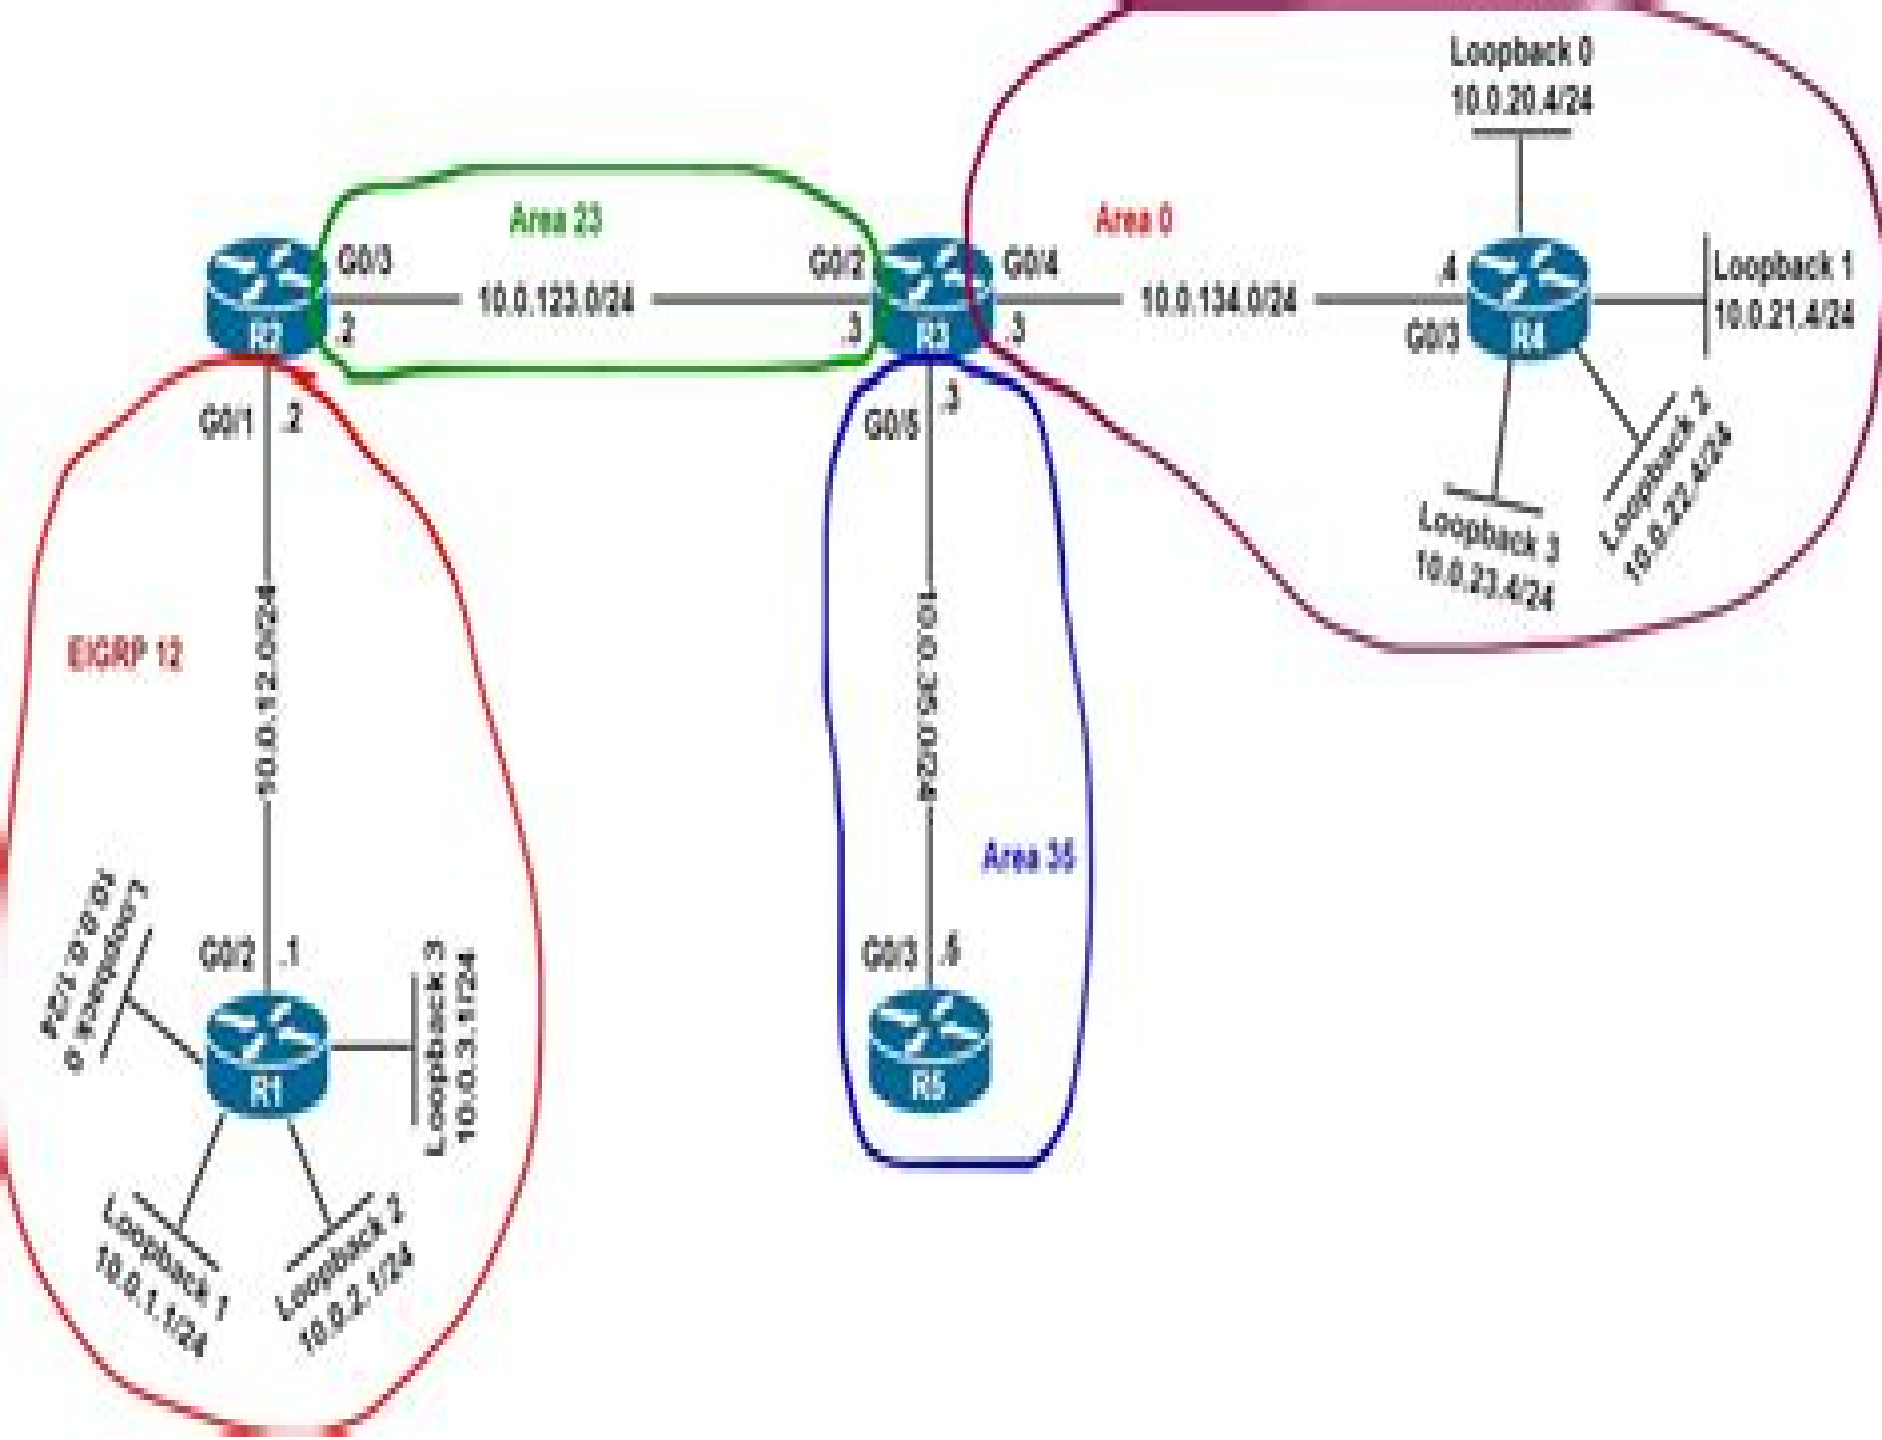 Loopback 0
10.0.20.4/24
Area 23
Area 0
G0/3
G0/2
G0/4
.4
Loopback 1
10.0.21.4/24
10.0.123.0/24
10.0.134.0/24
R2
.2
.3
R3
.3
G0/3
R4
G0/1
.2
G0/5
.3
Loopback 2
10.0.22.4/24
Loopback 3
10.0.23.4/24
EIGRP 12
10.0.12.0/24
10.0.35.0/24
Area 35
G0/2
.1
G0/3
.5
Loopback 0
10.0.0.1/24
R1
Loopback 3
10.0.3.1/24
R5
Loopback 1
10.0.1.1/24
Loopback 2
10.0.2.1/24